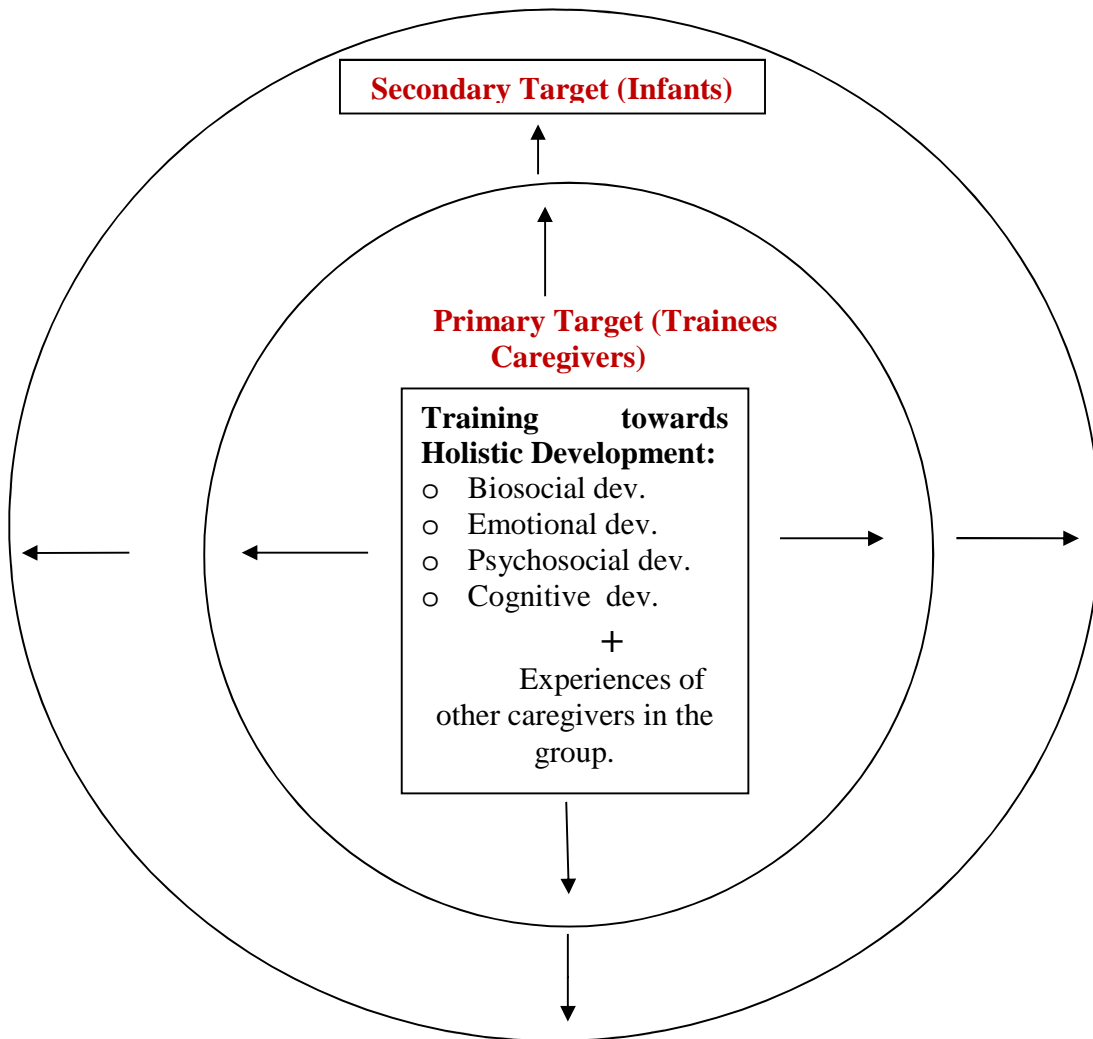 Secondary Target (Infants)
Primary Target (Trainees
Caregivers)
Training towards
Holistic Development:
o Biosocial dev.
o Emotional dev.
o Psychosocial dev.
o Cognitive dev.
+
Experiences of
other caregivers in the
group.